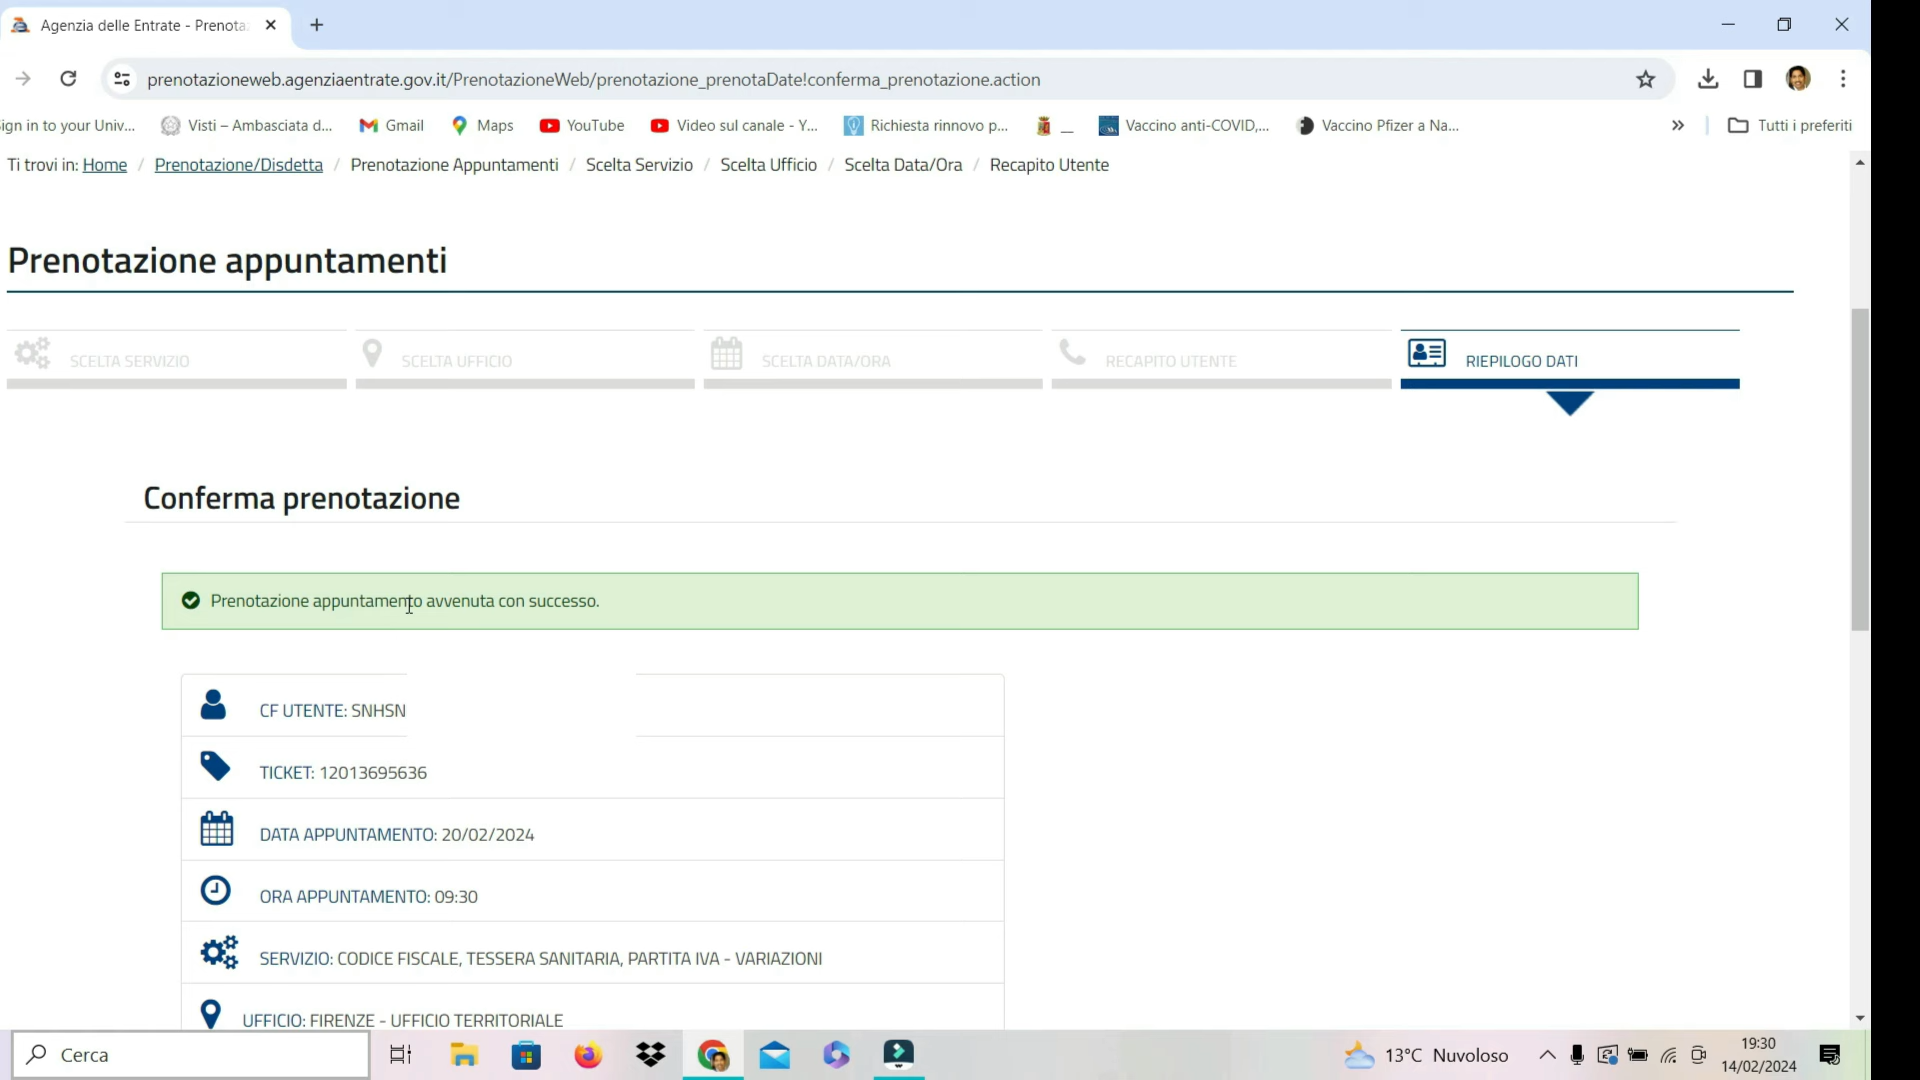 Agenzia delle Entrate - Prenota
prenotazioneweb.agenziaentrate.gov.it/PrenotazioneWeb/prenotazione_prenotaDate!conferma_prenotazione.action
ign in to your Univ... Visti – Ambasciata d... Gmail Maps YouTube Video sul canale - Y... Richiesta rinnovo p... __ Vaccino anti-COVID,... Vaccino Pfizer a Na... » Tutti i preferiti
Ti trovi in: Home / Prenotazione/Disdetta / Prenotazione Appuntamenti / Scelta Servizio / Scelta Ufficio / Scelta Data/Ora / Recapito Utente
Prenotazione appuntamenti
SCELTA SERVIZIO SCELTA UFFICIO SCELTA DATA/ORA RECAPITO UTENTE RIEPILOGO DATI
Conferma prenotazione
Prenotazione appuntamento avvenuta con successo.
CF UTENTE: SNHSN
TICKET: 12013695636
DATA APPUNTAMENTO: 20/02/2024
ORA APPUNTAMENTO: 09:30
SERVIZIO: CODICE FISCALE, TESSERA SANITARIA, PARTITA IVA - VARIAZIONI
UFFICIO: FIRENZE - UFFICIO TERRITORIALE
Cerca
13°C Nuvoloso
19:30
14/02/2024